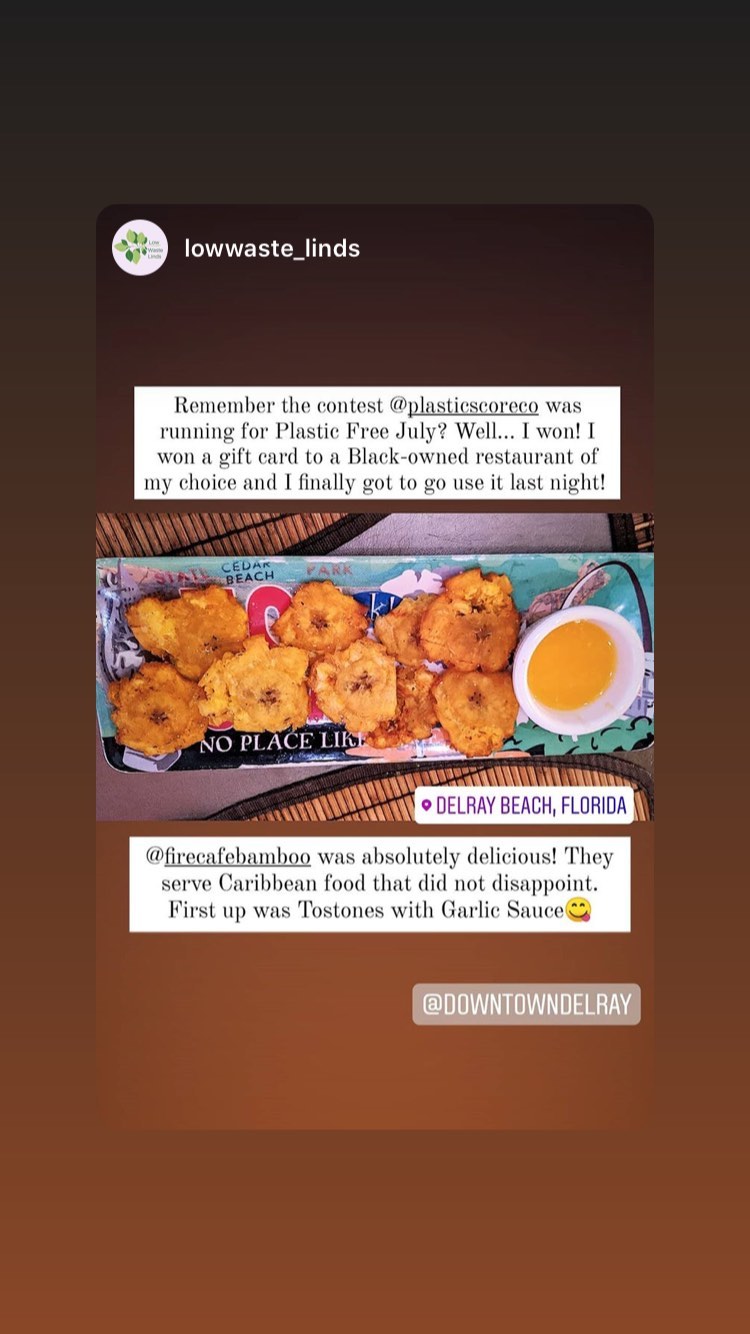 Low
Waste
Linds
lowwaste_linds
Remember the contest @plasticscoreco was
running for Plastic Free July? Well... I won! I
won a gift card to a Black-owned restaurant of
my choice and I finally got to go use it last night!
STATE PARK
CEDAR
BEACH
NO PLACE LIKE
DELRAY BEACH, FLORIDA
@firecafebamboo was absolutely delicious! They
serve Caribbean food that did not disappoint.
First up was Tostones with Garlic Sauce😋
@DOWNTOWNDELRAY